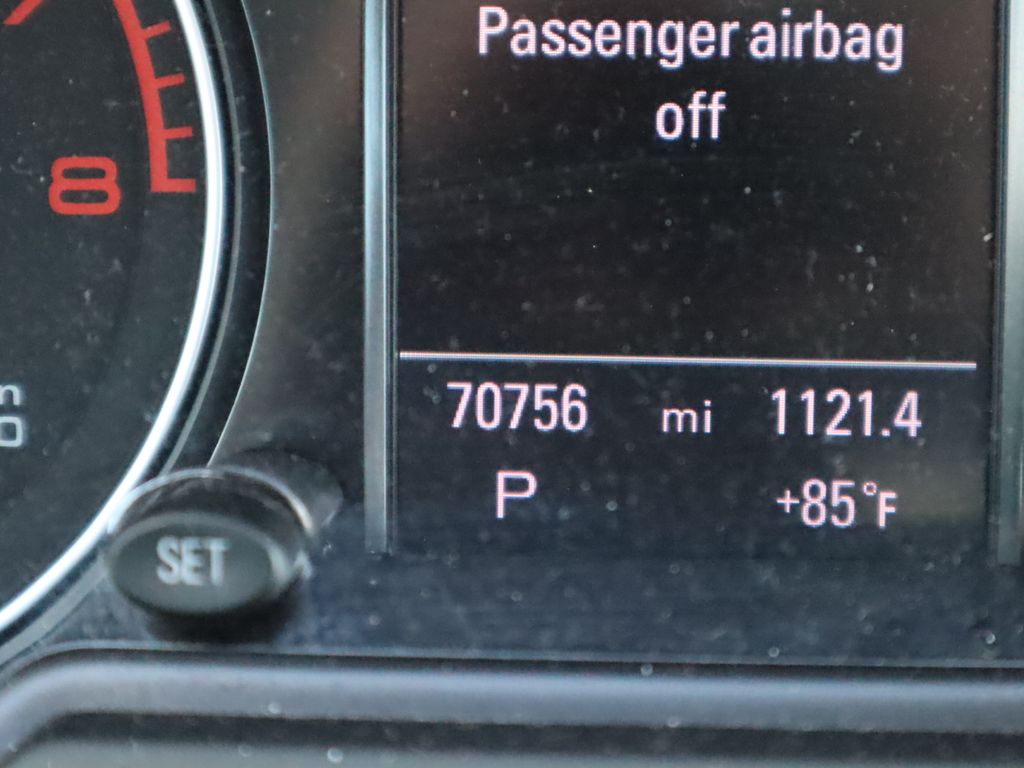 Passenger airbag
off
8
70756 mi 1121.4
P +85°F
SET